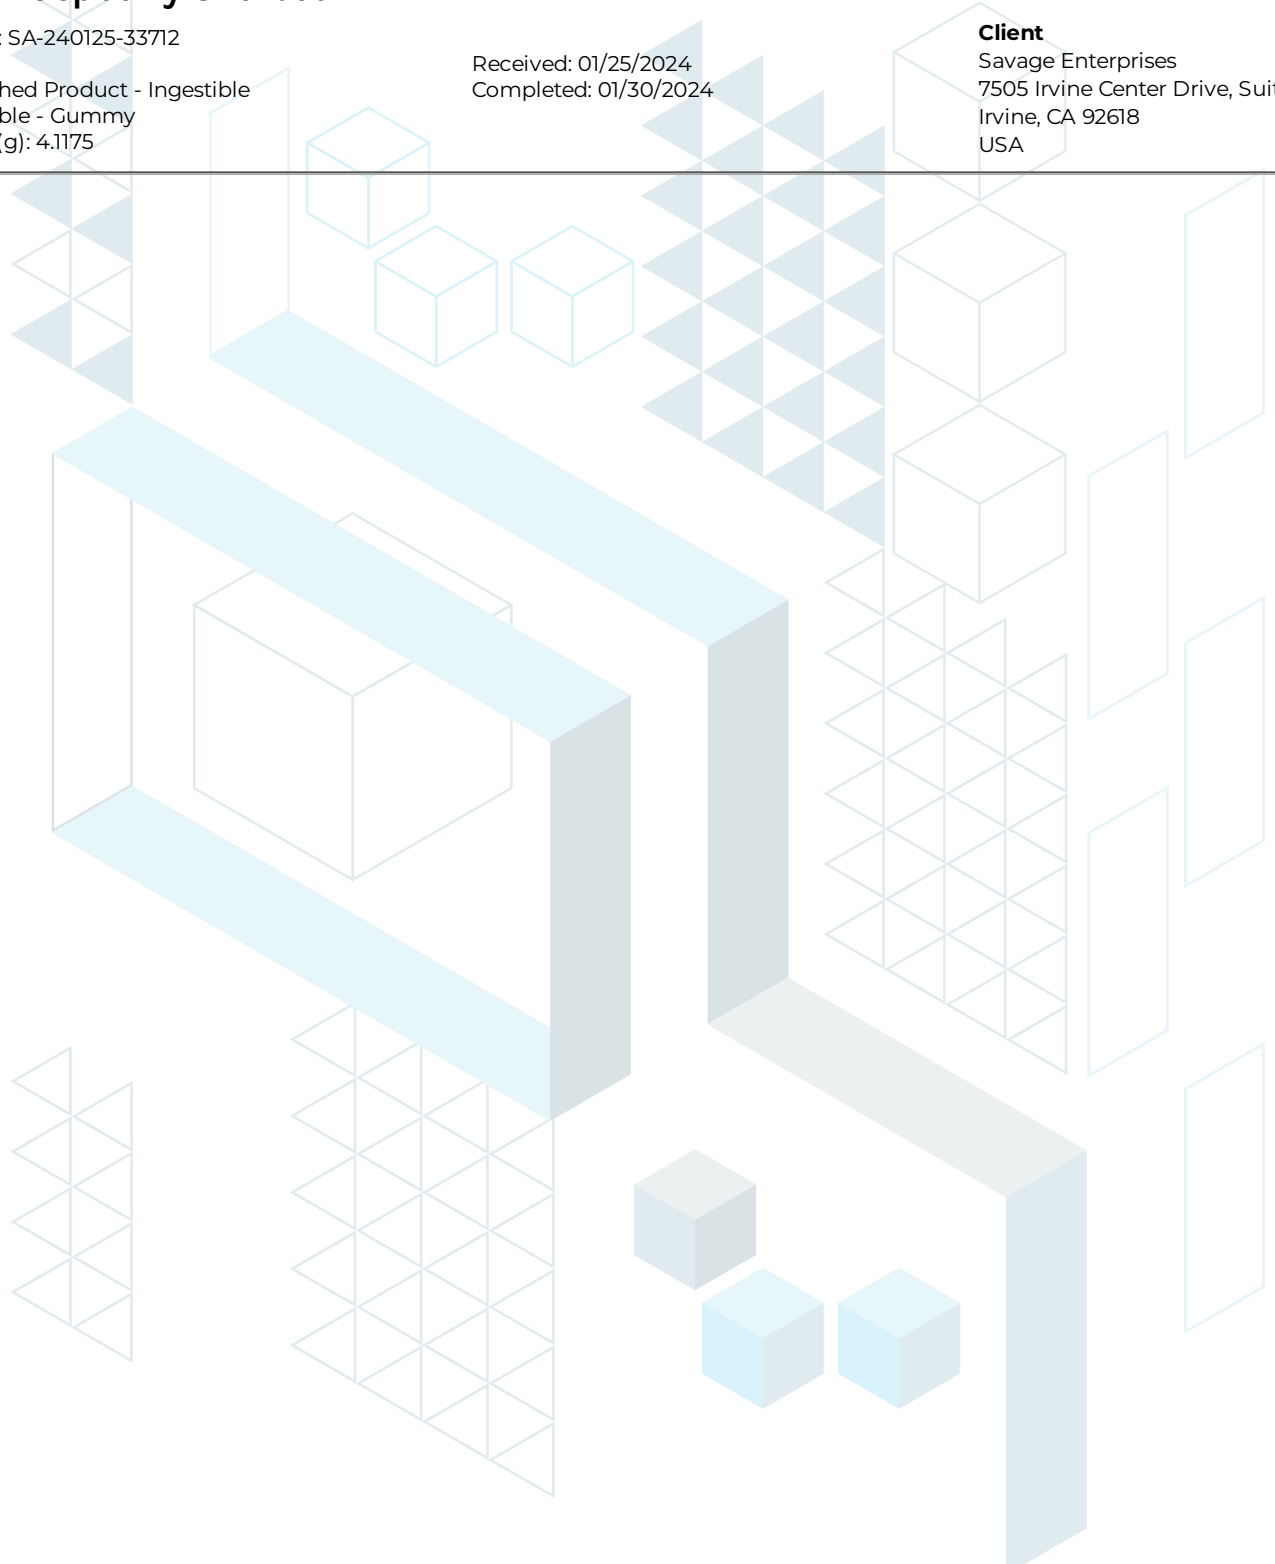 : SA-240125-33712
hed Product - Ingestible
ble - Gummy
(g): 4.1175
Received: 01/25/2024
Completed: 01/30/2024
Client
Savage Enterprises
7505 Irvine Center Drive, Suit
Irvine, CA 92618
USA